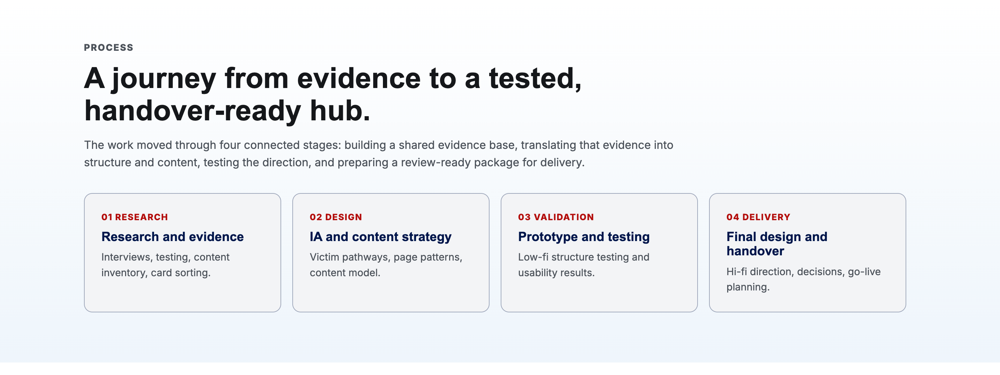 PROCESS
A journey from evidence to a tested,
handover-ready hub.
The work moved through four connected stages: building a shared evidence base, translating that evidence into
structure and content, testing the direction, and preparing a review-ready package for delivery.
01 RESEARCH
Research and evidence
Interviews, testing, content
inventory, card sorting.
02 DESIGN
IA and content strategy
Victim pathways, page patterns,
content model.
03 VALIDATION
Prototype and testing
Low-fi structure testing and
usability results.
04 DELIVERY
Final design and
handover
Hi-fi direction, decisions, go-live
planning.